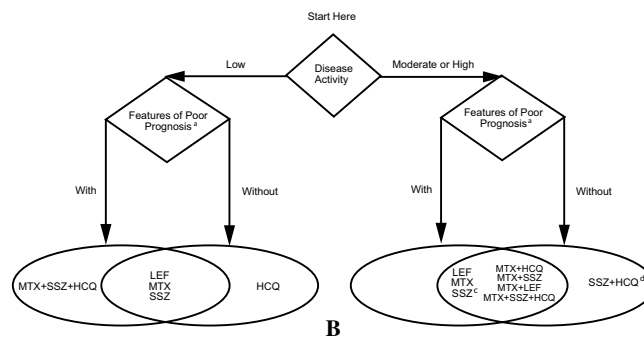 Start Here
Disease
Activity
Low
Moderate or High
Features of Poor
Prognosis a
Features of Poor
Prognosis a
With
Without
With
Without
MTX+SSZ+HCQ
LEF
MTX
SSZ
HCQ
LEF
MTX
SSZ c
MTX+HCQ
MTX+SSZ
MTX+LEF
MTX+SSZ+HCQ
SSZ+HCQ d
B